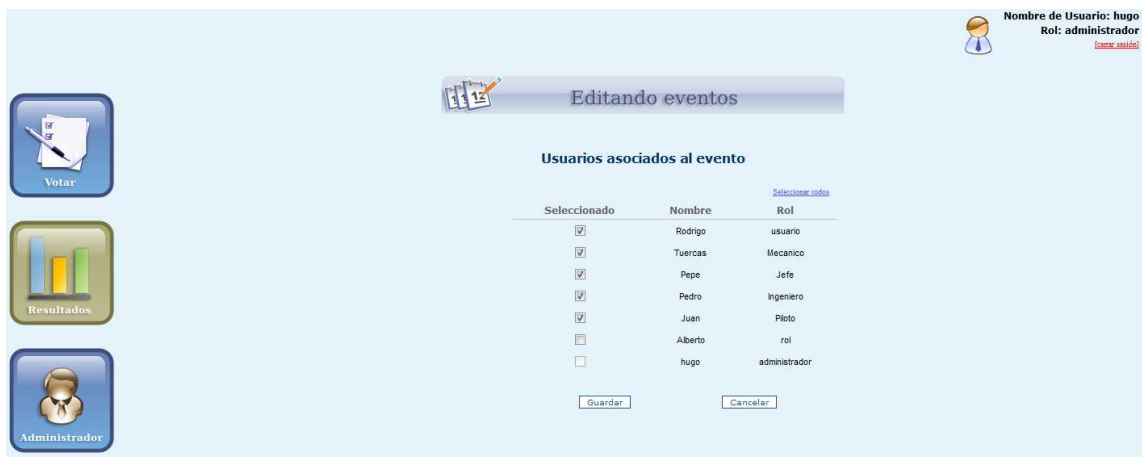 Nombre de Usuario: hugo
Rol: administrador
[cerrar sesión]
Editando eventos
Usuarios asociados al evento
Votar
Seleccionar todos
Seleccionado Nombre Rol
Rodrigo usuario
Tuercas Mecanico
Pepe Jefe
Pedro Ingeniero
Resultados
Juan Piloto
Alberto rol
hugo administrador
Guardar Cancelar
Administrador